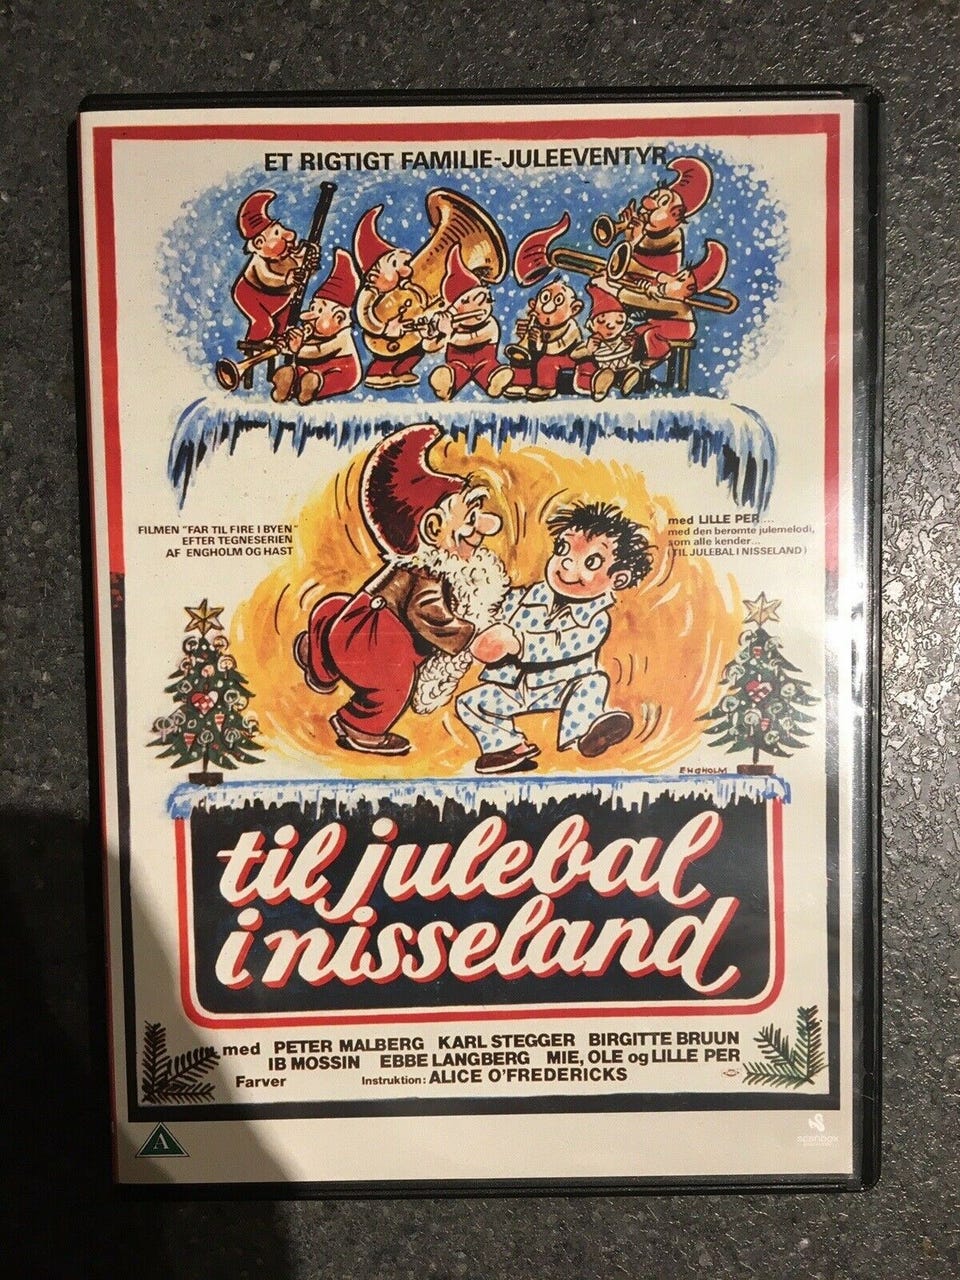 ET RIGTIGT FAMILIE-JULEEVENTYR
FILMEN "FAR TIL FIRE I BYEN"
EFTER TEGNESERIEN
AF ENGHOLM OG HAST
med LILLE PER...
med den berømte julemelodi,
som alle kender...
(TIL JULEBAL I NISSELAND)
ENGHOLM
til julebal
i nisseland
med PETER MALBERG KARL STEGGER BIRGITTE BRUUN
IB MOSSIN EBBE LANGBERG MIE, OLE og LILLE PER
Farver Instruktion: ALICE O'FREDERICKS
A
scanbox